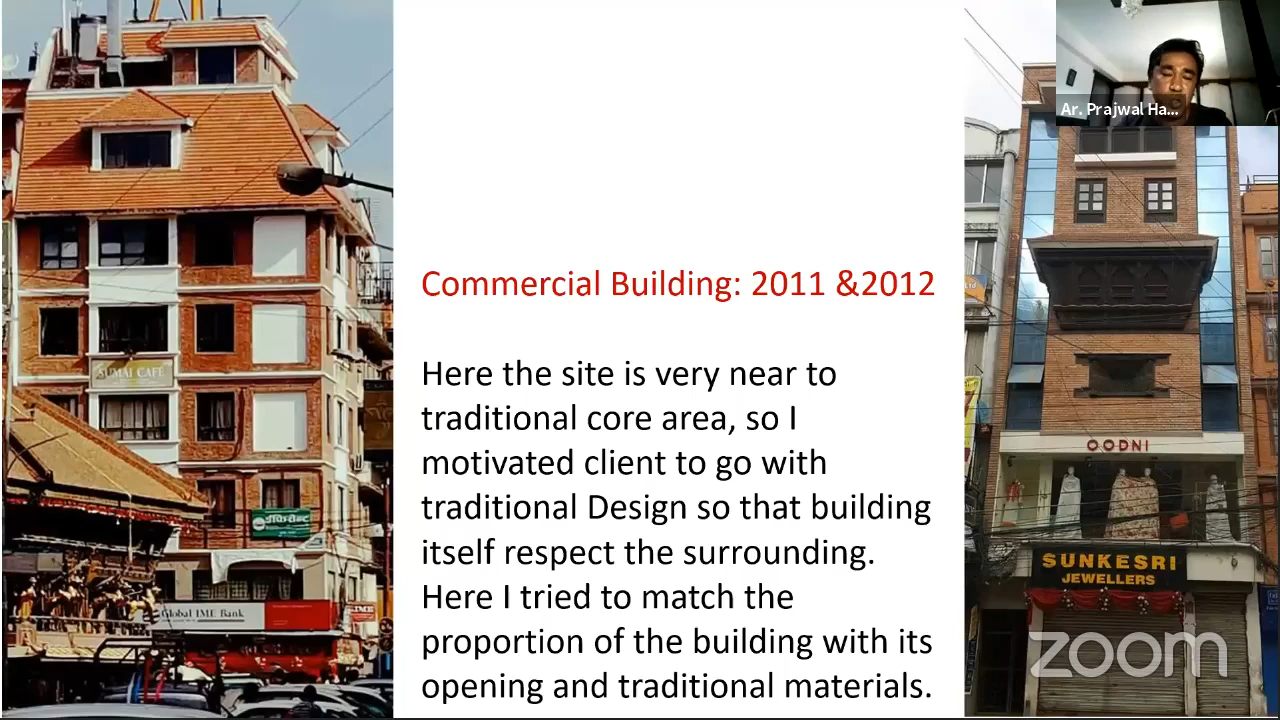 Ar. Prajwal Ha...
Commercial Building: 2011 &2012
Here the site is very near to
traditional core area, so I
motivated client to go with
traditional Design so that building
itself respect the surrounding.
Here I tried to match the
proportion of the building with its
opening and traditional materials.
SUMAI CAFÉ
Global IME Bank
OODNI
SUNKESRI
JEWELLERS
zoom